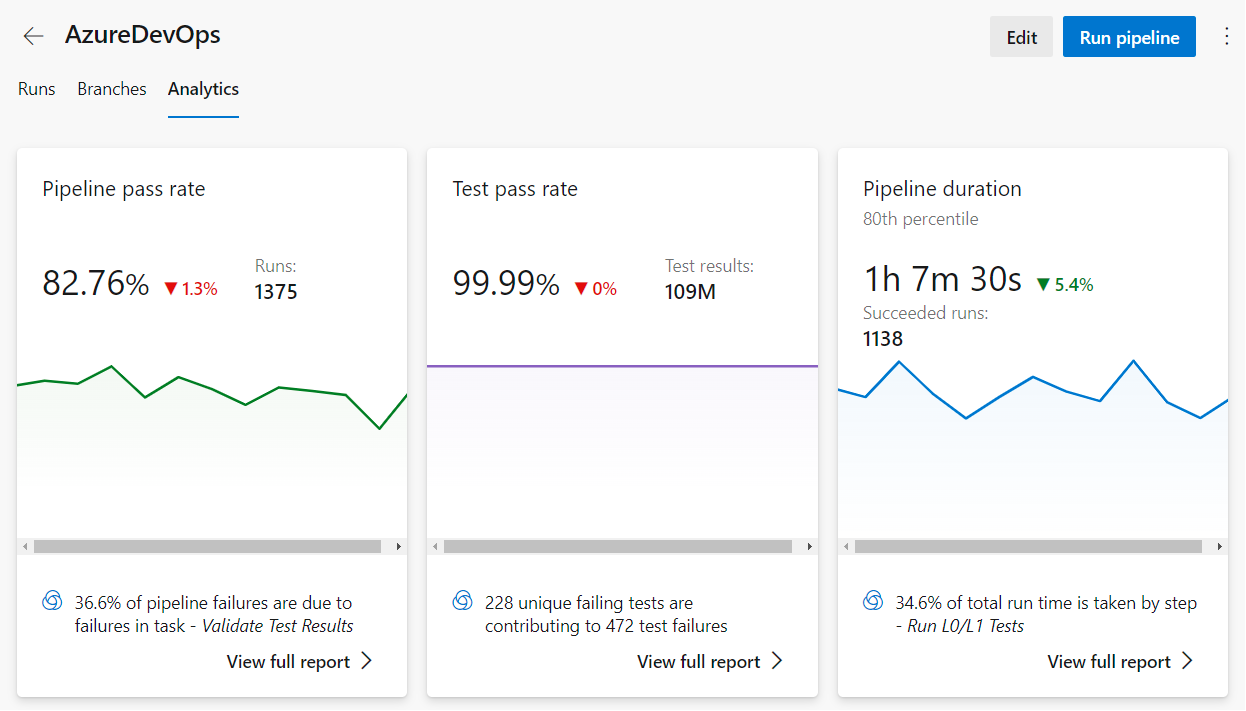 AzureDevOps
Edit
Run pipeline
Runs
Branches
Analytics
Pipeline pass rate
82.76%
▼1.3%
Runs:
1375
36.6% of pipeline failures are due to
failures in task - Validate Test Results
View full report
Test pass rate
99.99%
▼0%
Test results:
109M
228 unique failing tests are
contributing to 472 test failures
View full report
Pipeline duration
80th percentile
1h 7m 30s
▼5.4%
Succeeded runs:
1138
34.6% of total run time is taken by step
- Run L0/L1 Tests
View full report